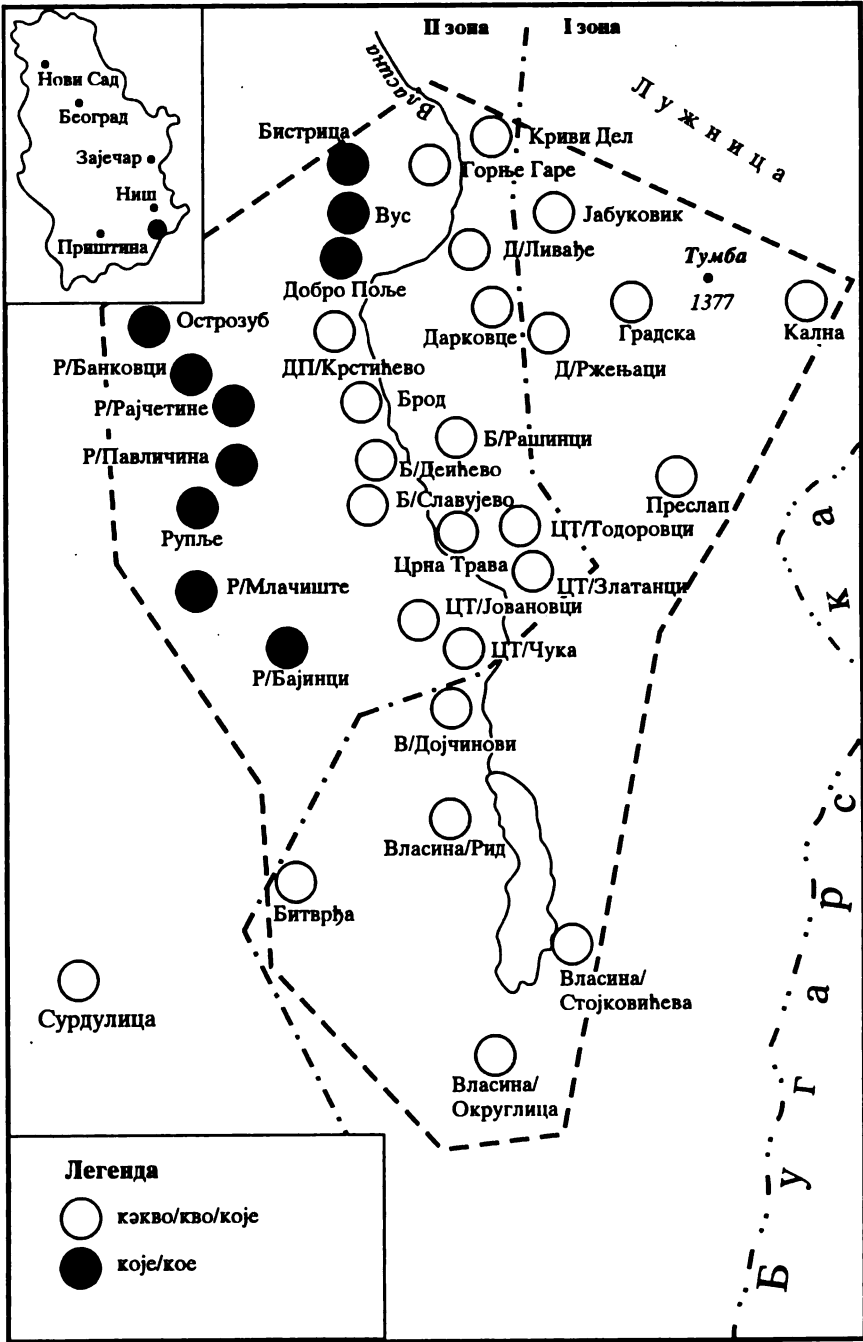 II зона
I зона
Нови Сад
Београд
Зајечар
Ниш
Приштина
Власина
Лужница
Бистрица
Криви Дел
Горње Гаре
Вус
Јабуковик
Д/Ливађе
Тумба
1377
Добро Поље
Острозуб
Дарковце
Градска
Кална
Р/Банковци
ДП/Крстићево
Д/Ржењаци
Р/Рајчетине
Брод
Б/Рашинци
Р/Павличина
Б/Деићево
Преслап
Б/Славујево
Рупље
ЦТ/Тодоровци
Црна Трава
ЦТ/Златанци
Р/Млачиште
ЦТ/Јовановци
ЦТ/Чука
Р/Бајинци
В/Дојчинови
Власина/Рид
Битврђа
Власина/
Стојковићева
Сурдулица
Власина/
Округлица
Бугарска
Легенда
кəкво/кво/које
које/кое